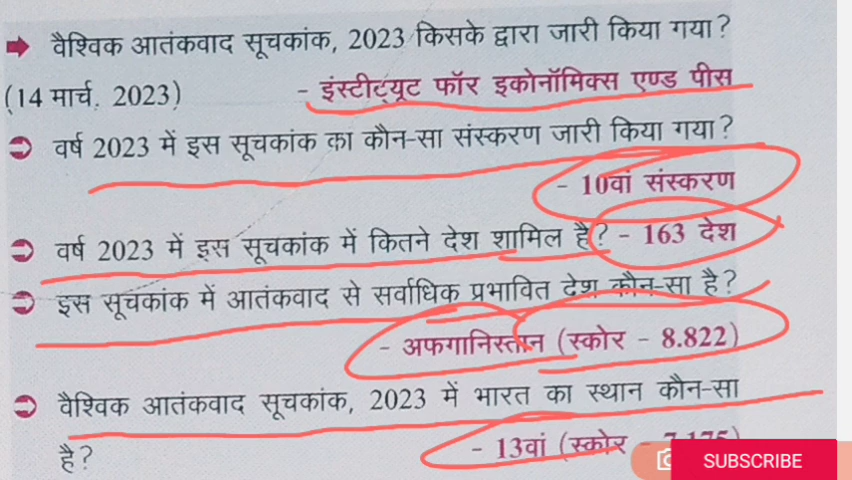 वैश्विक आतंकवाद सूचकांक, 2023 किसके द्वारा जारी किया गया?
(14 मार्च, 2023) - इंस्टीट्यूट फॉर इकोनॉमिक्स एण्ड पीस
वर्ष 2023 में इस सूचकांक का कौन-सा संस्करण जारी किया गया?
- 10वां संस्करण
वर्ष 2023 में इस सूचकांक में कितने देश शामिल है? - 163 देश
इस सूचकांक में आतंकवाद से सर्वाधिक प्रभावित देश कौन-सा है?
- अफगानिस्तान (स्कोर - 8.822)
वैश्विक आतंकवाद सूचकांक, 2023 में भारत का स्थान कौन-सा
है? - 13वां (स्कोर -
SUBSCRIBE